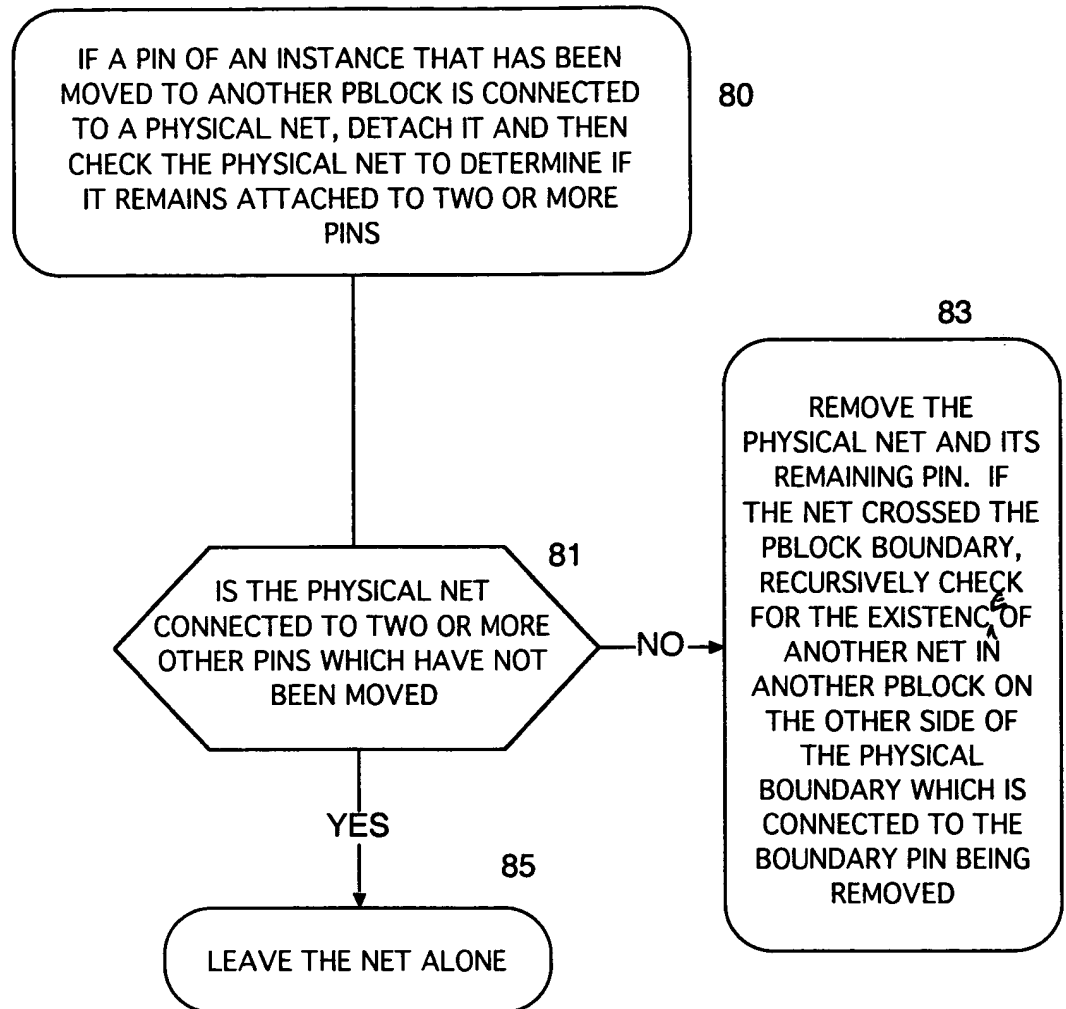 IF A PIN OF AN INSTANCE THAT HAS BEEN
MOVED TO ANOTHER PBLOCK IS CONNECTED
TO A PHYSICAL NET, DETACH IT AND THEN
CHECK THE PHYSICAL NET TO DETERMINE IF
IT REMAINS ATTACHED TO TWO OR MORE
PINS
80
83
REMOVE THE
PHYSICAL NET AND ITS
REMAINING PIN. IF
THE NET CROSSED THE
PBLOCK BOUNDARY,
RECURSIVELY CHECK
FOR THE EXISTENCE OF
ANOTHER NET IN
ANOTHER PBLOCK ON
THE OTHER SIDE OF
THE PHYSICAL
BOUNDARY WHICH IS
CONNECTED TO THE
BOUNDARY PIN BEING
REMOVED
81
IS THE PHYSICAL NET
CONNECTED TO TWO OR MORE
OTHER PINS WHICH HAVE NOT
BEEN MOVED
NO
YES
85
LEAVE THE NET ALONE